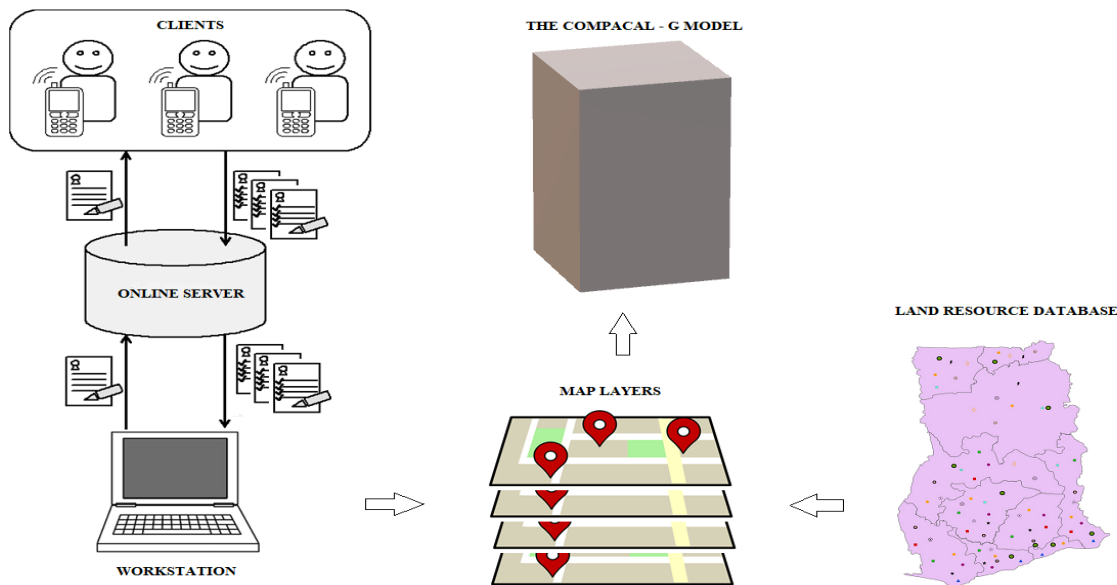 CLIENTS
THE COMPACAL - G MODEL
ONLINE SERVER
LAND RESOURCE DATABASE
MAP LAYERS
WORKSTATION